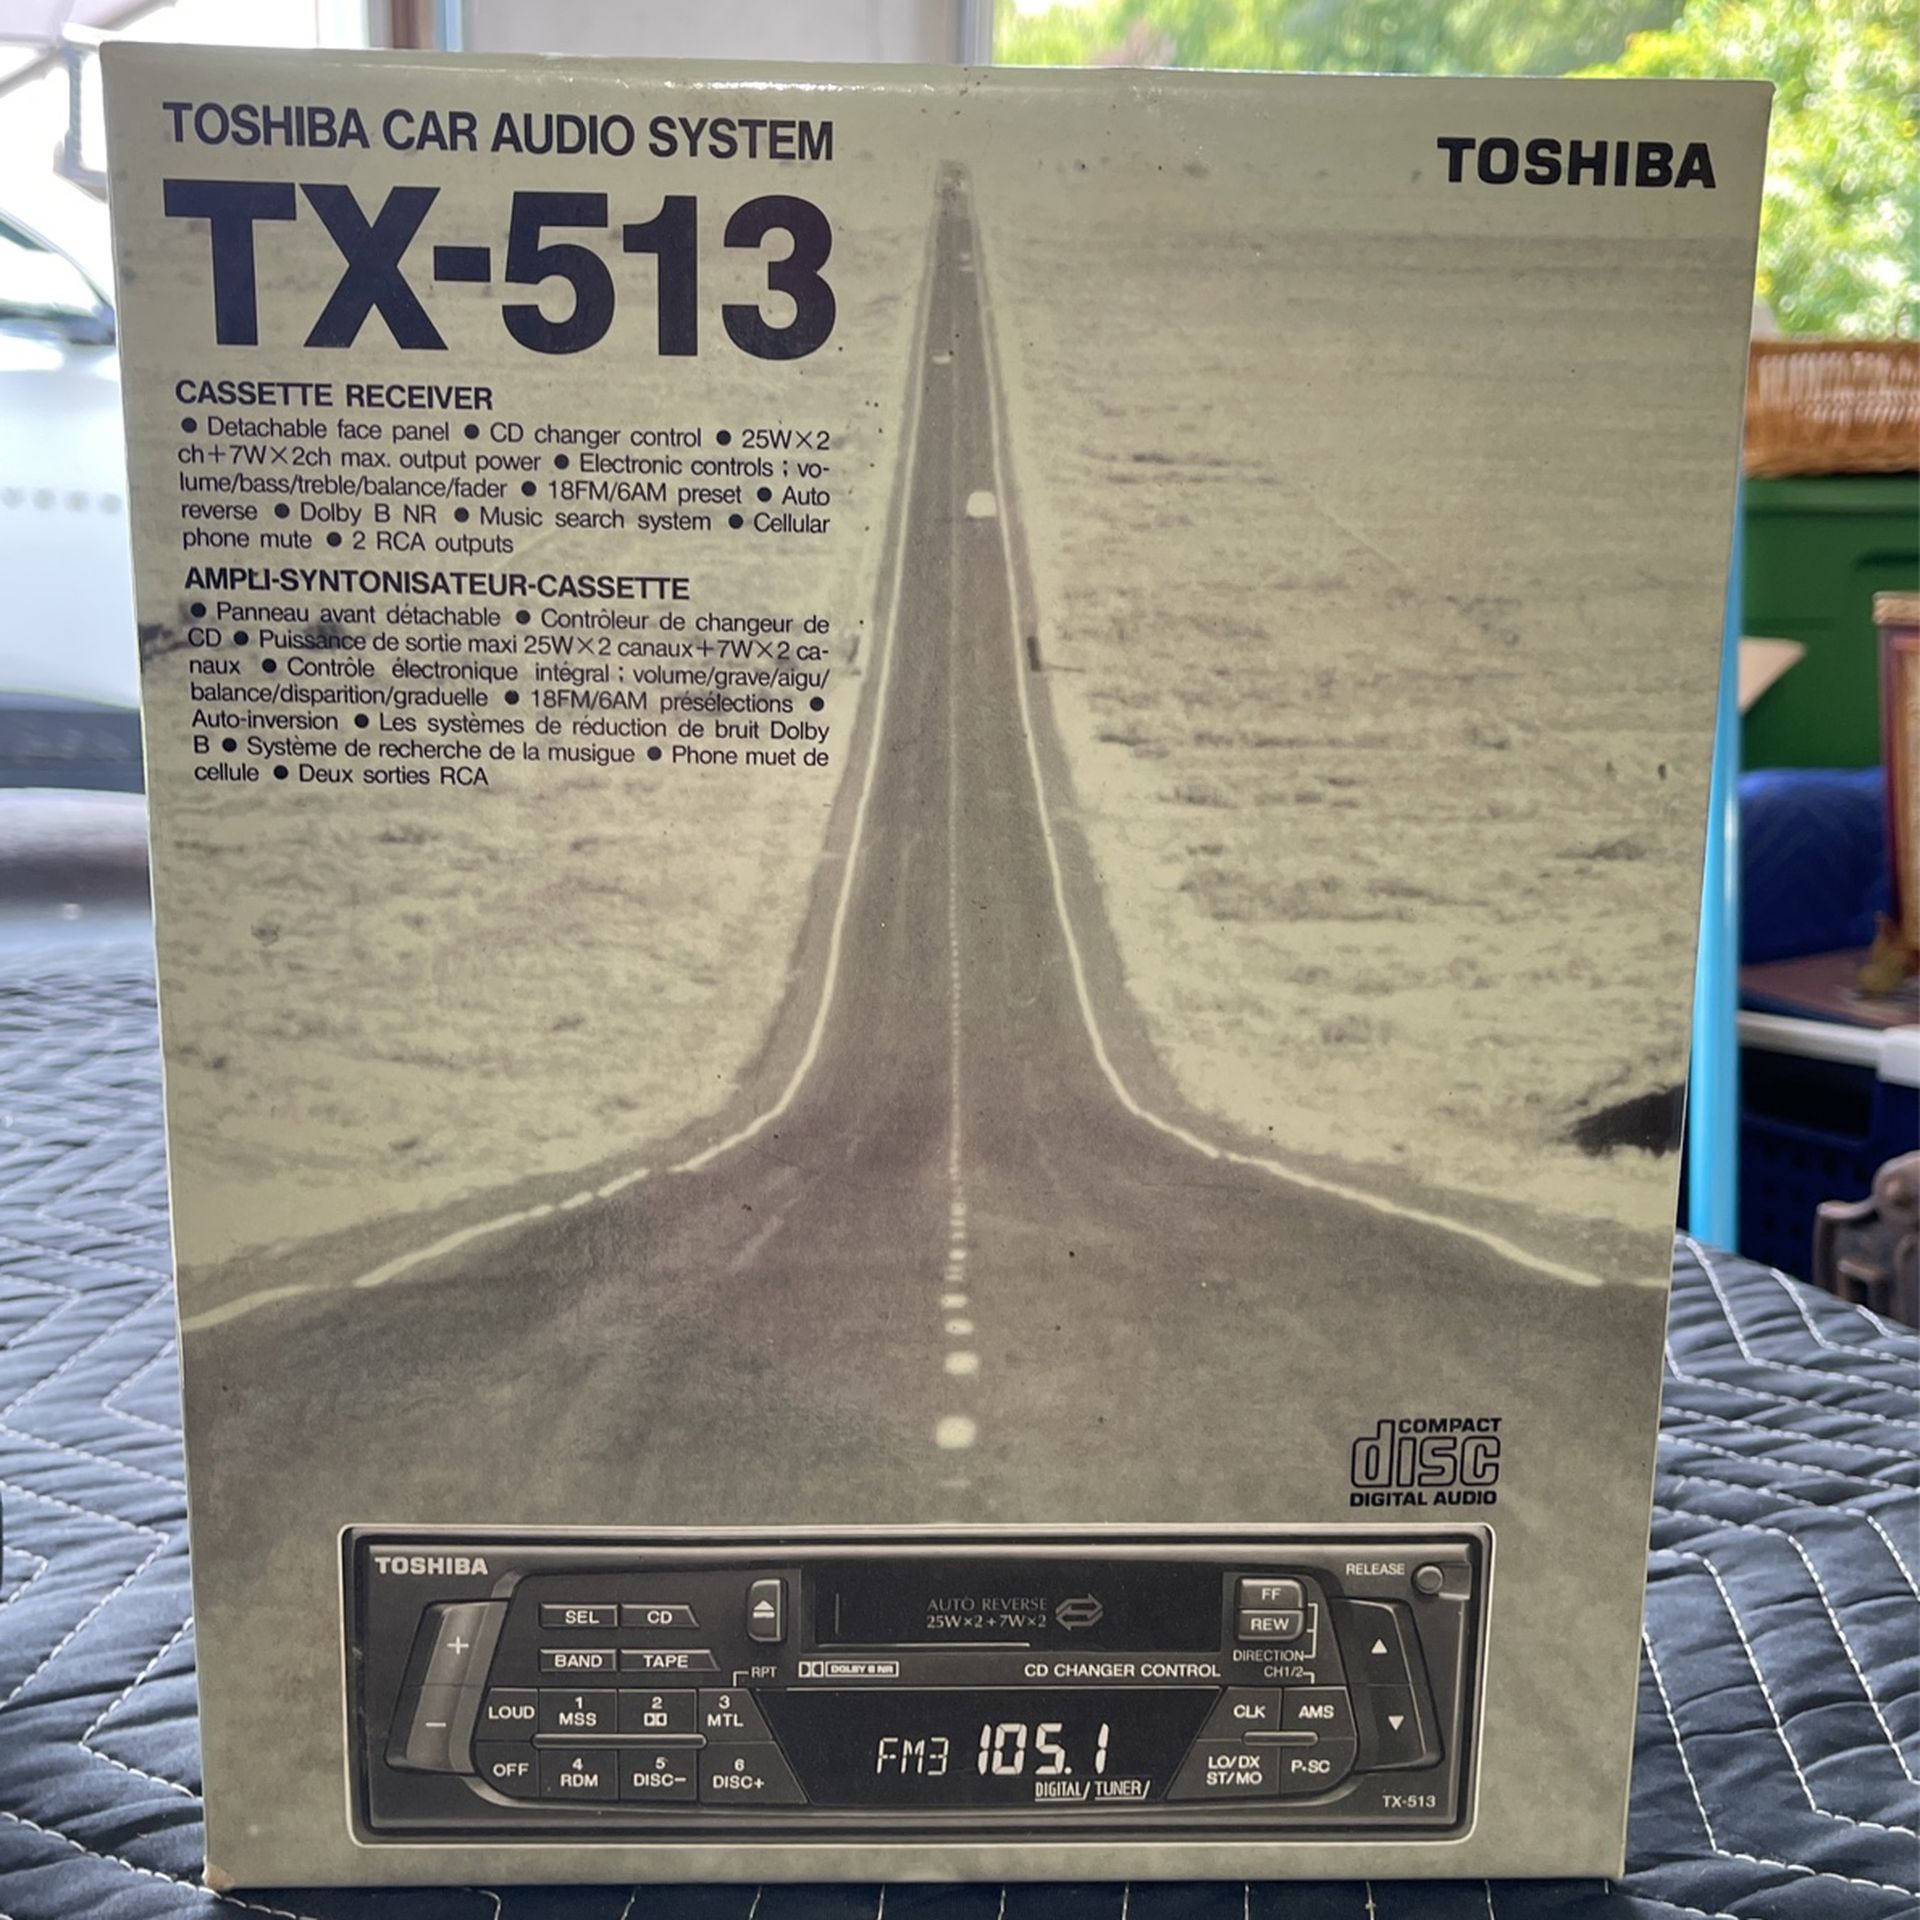 TOSHIBA CAR AUDIO SYSTEM
TOSHIBA
TX-513
CASSETTE RECEIVER
● Detachable face panel ● CD changer control ● 25W×2
ch+7W×2ch max. output power ● Electronic controls ; vo-
lume/bass/treble/balance/fader ● 18FM/6AM preset ● Auto
reverse ● Dolby B NR ● Music search system ● Cellular
phone mute ● 2 RCA outputs
AMPLI-SYNTONISATEUR-CASSETTE
● Panneau avant détachable ● Contrôleur de changeur de
CD ● Puissance de sortie maxi 25W×2 canaux+7W×2 ca-
naux ● Contrôle électronique intégral ; volume/grave/aigu/
balance/disparition/graduelle ● 18FM/6AM présélections ●
Auto-inversion ● Les systèmes de réduction de bruit Dolby
B ● Système de recherche de la musigue ● Phone muet de
cellule ● Deux sorties RCA
COMPACT
disc
DIGITAL AUDIO
TOSHIBA
RELEASE
SEL CD
AUTO REVERSE
25W×2+7W×2
FF
REW
BAND TAPE
RPT
DOLBY B NR
CD CHANGER CONTROL
DIRECTION
CH1/2
+
−
LOUD
1
MSS
2
3
MTL
CLK
AMS
FM3 105.1
DIGITAL/TUNER/
OFF
4
RDM
5
DISC−
6
DISC+
LO/DX
ST/MO
P·SC
TX-513